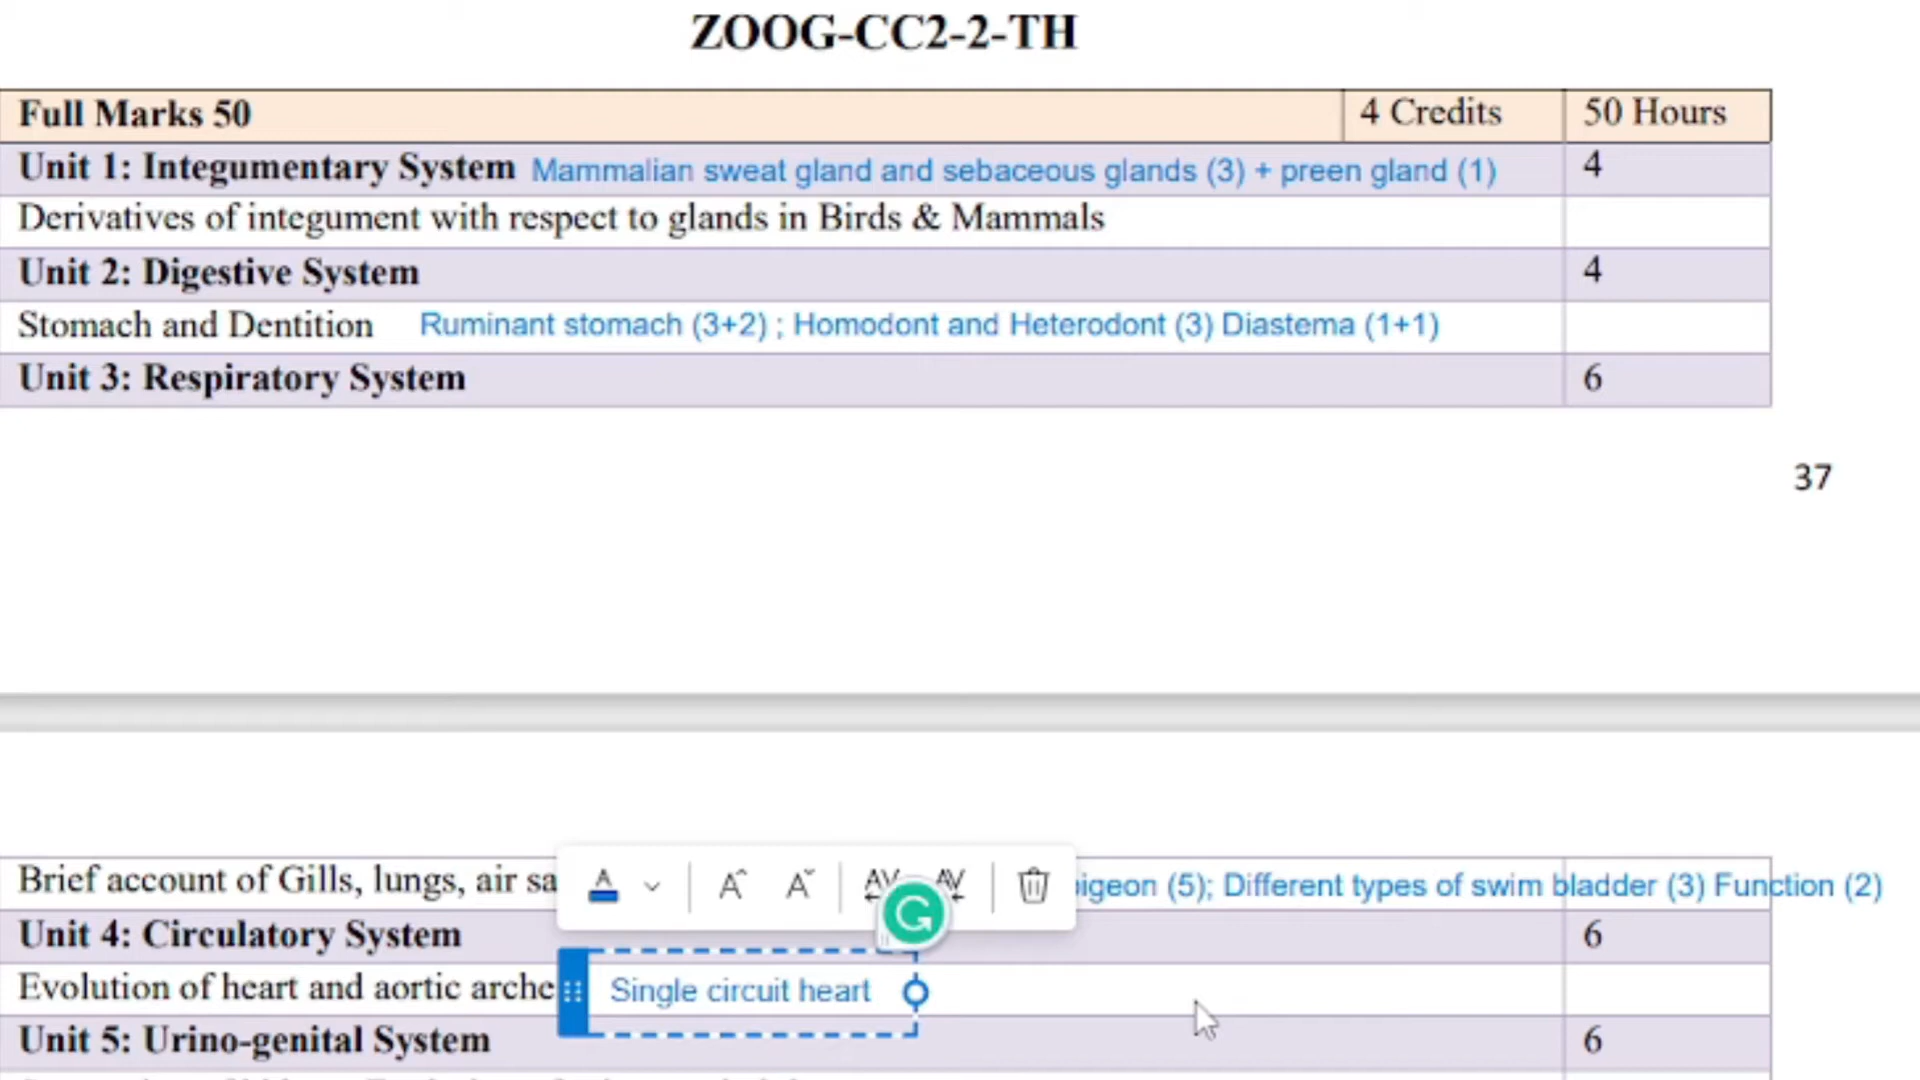 ZOOG-CC2-2-TH
Full Marks 50 4 Credits 50 Hours
Unit 1: Integumentary System Mammalian sweat gland and sebaceous glands (3) + preen gland (1) 4
Derivatives of integument with respect to glands in Birds & Mammals
Unit 2: Digestive System 4
Stomach and Dentition Ruminant stomach (3+2) ; Homodont and Heterodont (3) Diastema (1+1)
Unit 3: Respiratory System 6
37
Brief account of Gills, lungs, air (5); Different types of swim bladder (3) Function (2)
Unit 4: Circulatory System 6
Evolution of heart and aortic Single circuit heart
Unit 5: Urino-genital System 6